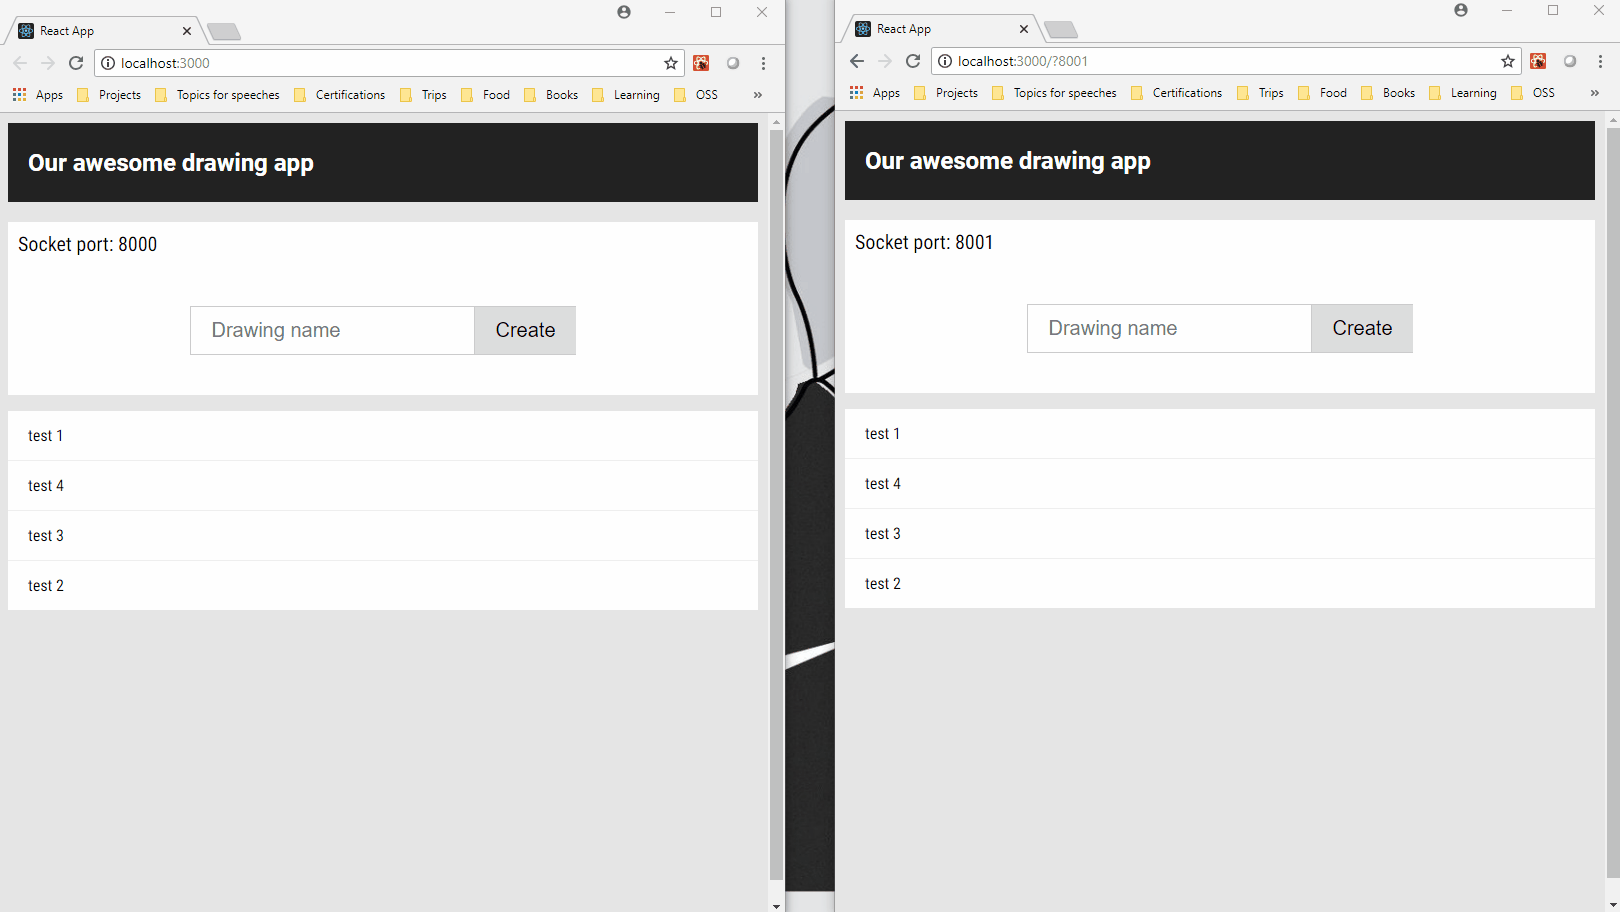 React App
localhost:3000
Apps Projects Topics for speeches Certifications Trips Food Books Learning OSS »
Our awesome drawing app
Socket port: 8000
Drawing name Create
test 1
test 4
test 3
test 2
React App
localhost:3000/?8001
Apps Projects Topics for speeches Certifications Trips Food Books Learning OSS »
Our awesome drawing app
Socket port: 8001
Drawing name Create
test 1
test 4
test 3
test 2